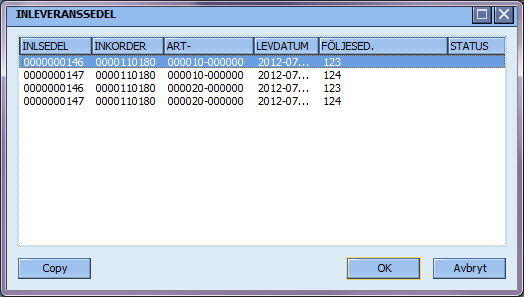 INLEVERANSSEDEL
INLSEDEL INKORDER ART- LEVDATUM FÖLJESED. STATUS
0000000146 0000110180 000010-000000 2012-07... 123
0000000147 0000110180 000010-000000 2012-07... 124
0000000146 0000110180 000020-000000 2012-07... 123
0000000147 0000110180 000020-000000 2012-07... 124
Copy OK Avbryt